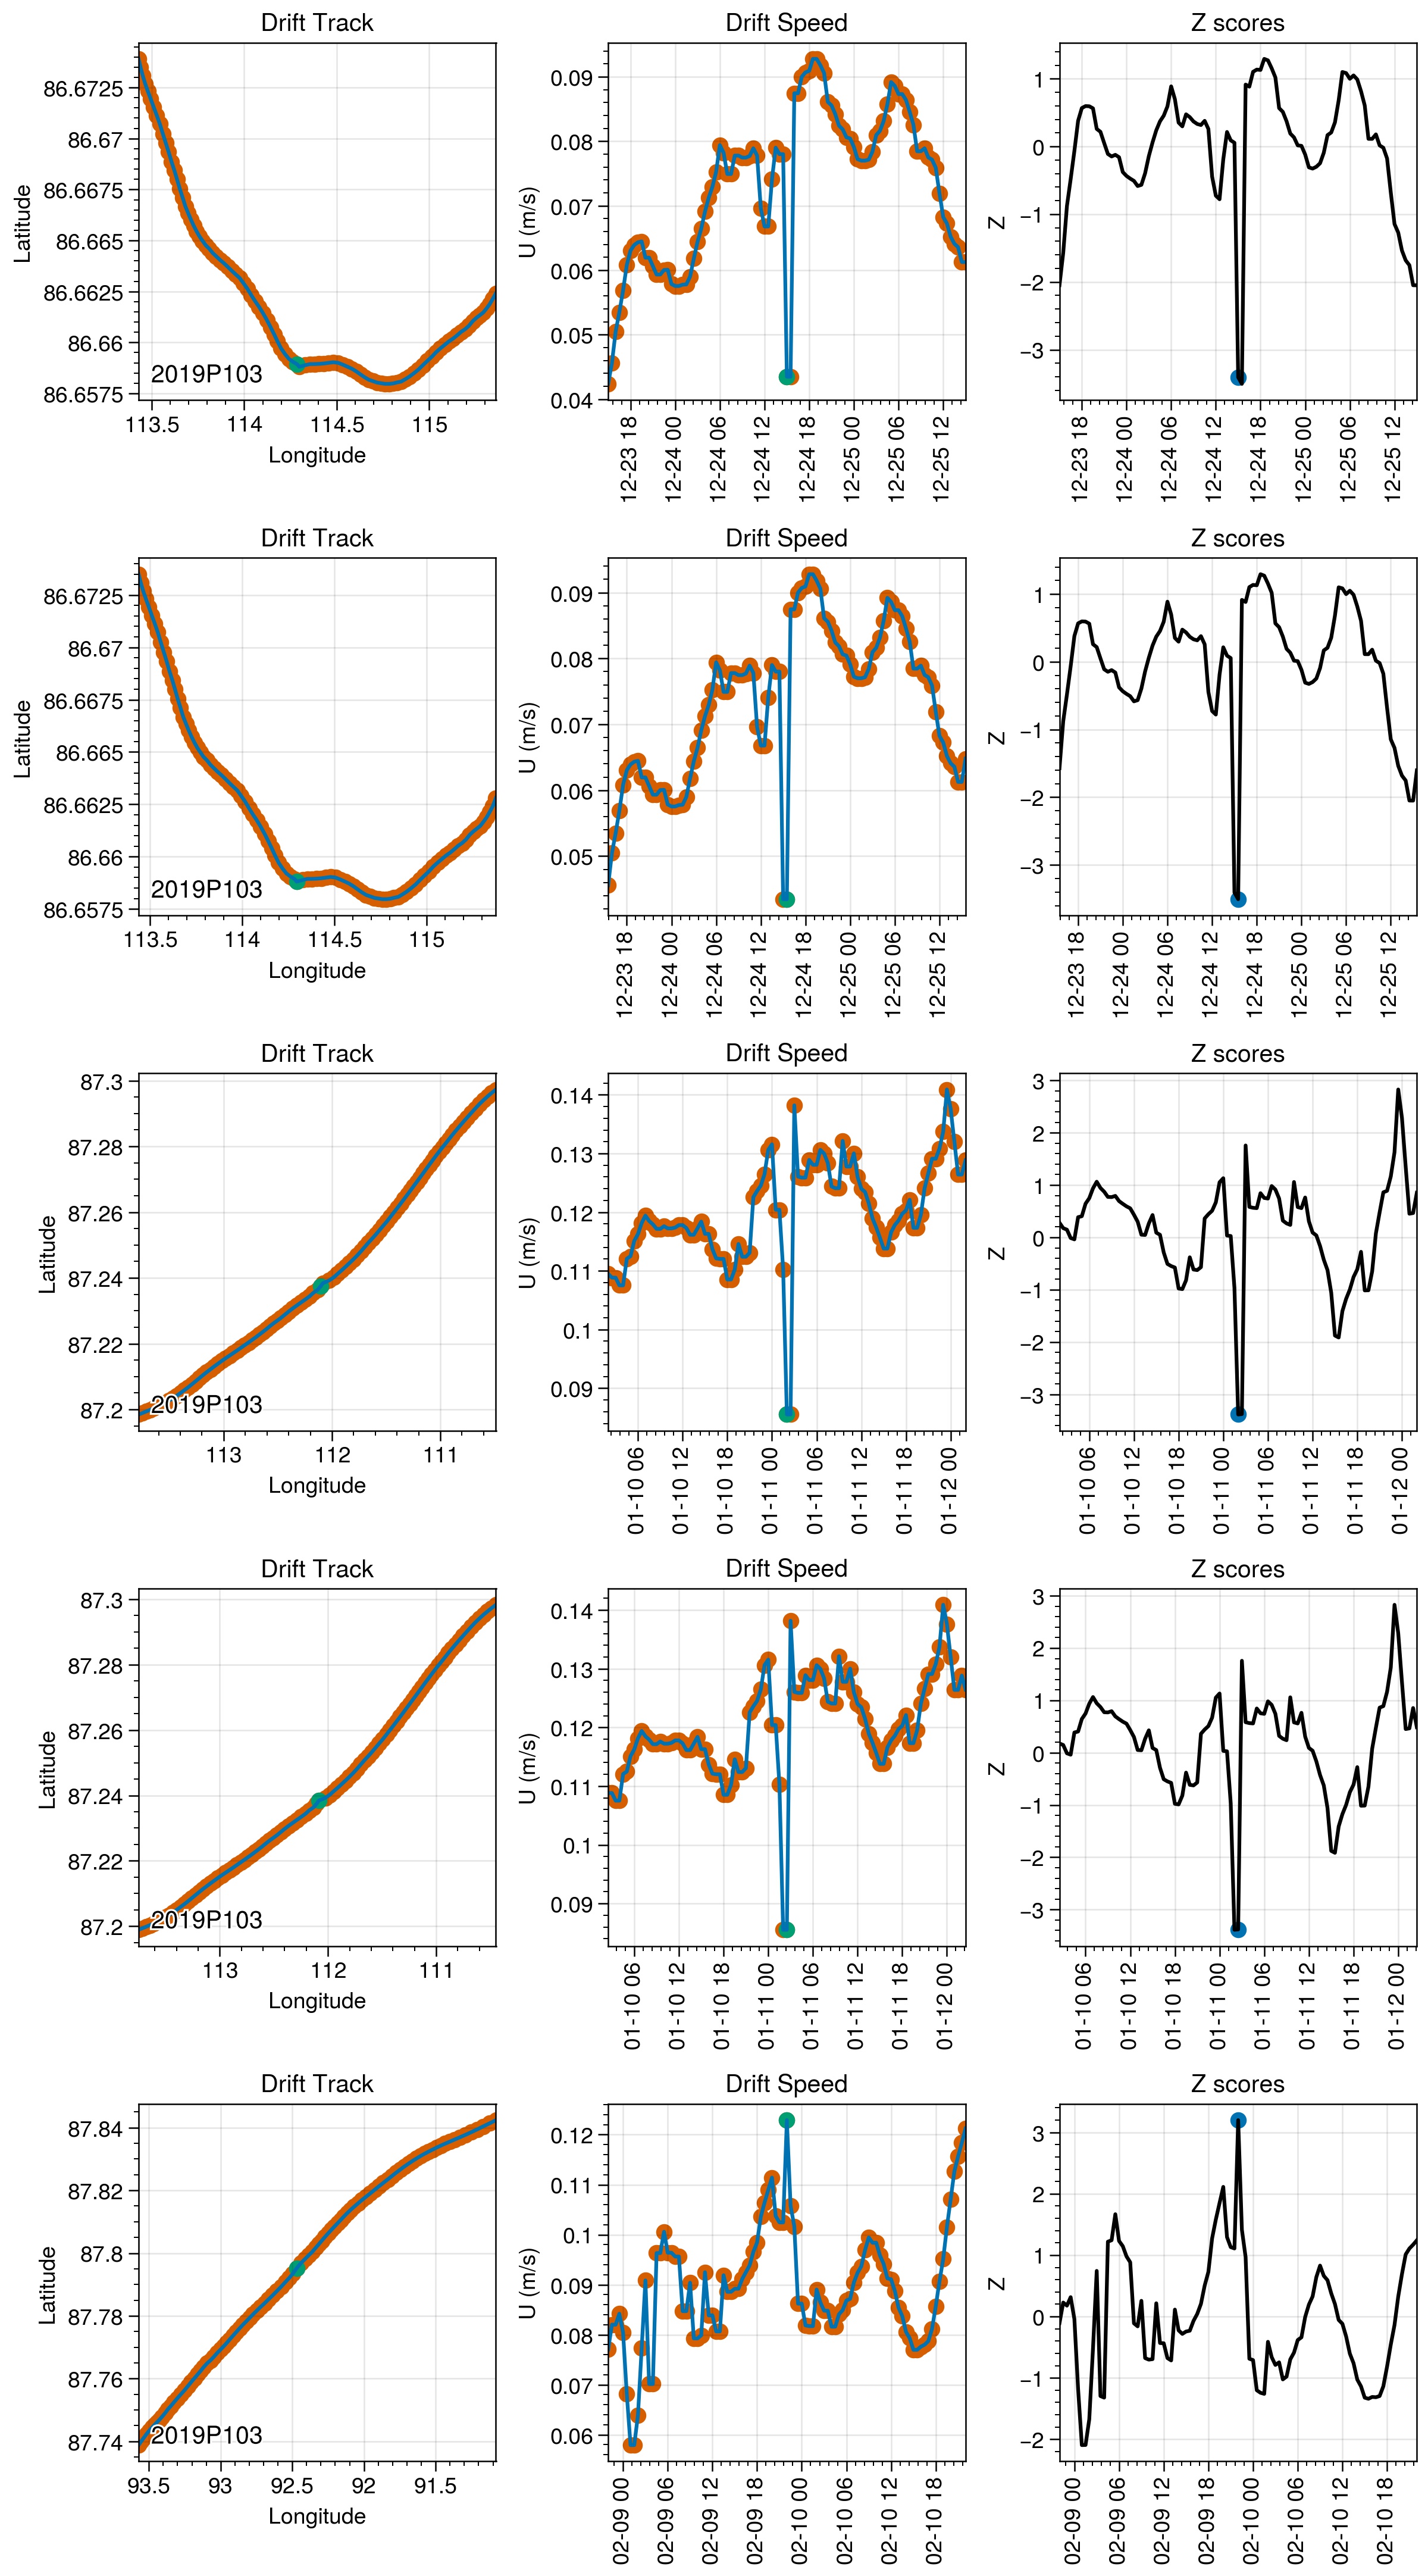 Drift Track Drift Speed Z scores
86.6725
86.67
86.6675
86.665
86.6625
86.66
86.6575
Latitude
2019P103
113.5 114 114.5 115
Longitude
0.09
0.08
0.07
0.06
0.05
0.04
U (m/s)
12-23 18 12-24 00 12-24 06 12-24 12 12-24 18 12-25 00 12-25 06 12-25 12
1
0
−1
−2
−3
Z
12-23 18 12-24 00 12-24 06 12-24 12 12-24 18 12-25 00 12-25 06 12-25 12
Drift Track Drift Speed Z scores
86.6725
86.67
86.6675
86.665
86.6625
86.66
86.6575
Latitude
2019P103
113.5 114 114.5 115
Longitude
0.09
0.08
0.07
0.06
0.05
U (m/s)
12-23 18 12-24 00 12-24 06 12-24 12 12-24 18 12-25 00 12-25 06 12-25 12
1
0
−1
−2
−3
Z
12-23 18 12-24 00 12-24 06 12-24 12 12-24 18 12-25 00 12-25 06 12-25 12
Drift Track Drift Speed Z scores
87.3
87.28
87.26
87.24
87.22
87.2
Latitude
2019P103
113 112 111
Longitude
0.14
0.13
0.12
0.11
0.1
0.09
U (m/s)
01-10 06 01-10 12 01-10 18 01-11 00 01-11 06 01-11 12 01-11 18 01-12 00
3
2
1
0
−1
−2
−3
Z
01-10 06 01-10 12 01-10 18 01-11 00 01-11 06 01-11 12 01-11 18 01-12 00
Drift Track Drift Speed Z scores
87.3
87.28
87.26
87.24
87.22
87.2
Latitude
2019P103
113 112 111
Longitude
0.14
0.13
0.12
0.11
0.1
0.09
U (m/s)
01-10 06 01-10 12 01-10 18 01-11 00 01-11 06 01-11 12 01-11 18 01-12 00
3
2
1
0
−1
−2
−3
Z
01-10 06 01-10 12 01-10 18 01-11 00 01-11 06 01-11 12 01-11 18 01-12 00
Drift Track Drift Speed Z scores
87.84
87.82
87.8
87.78
87.76
87.74
Latitude
2019P103
93.5 93 92.5 92 91.5
Longitude
0.12
0.11
0.1
0.09
0.08
0.07
0.06
U (m/s)
02-09 00 02-09 06 02-09 12 02-09 18 02-10 00 02-10 06 02-10 12 02-10 18
3
2
1
0
−1
−2
Z
02-09 00 02-09 06 02-09 12 02-09 18 02-10 00 02-10 06 02-10 12 02-10 18